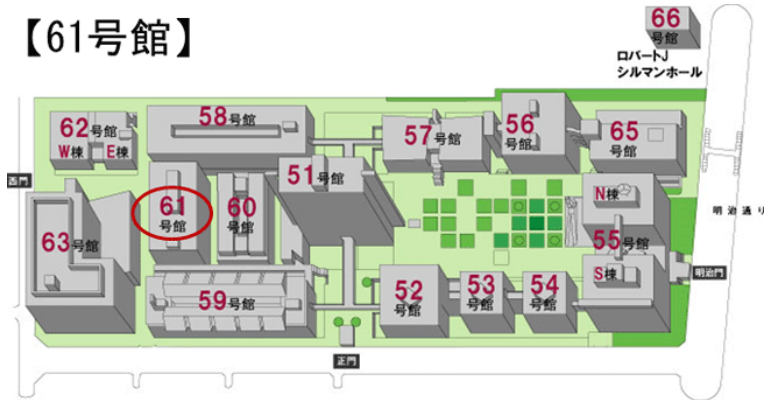 【61号館】
66
号館
ロバートJ
シルマンホール
62号館
W棟 E棟
58号館
57
号館
56
号館
65
号館
西門
51号館
61
号館
60
号館
N棟
明治通り
63号館
55
号館
S棟
明治門
59号館
52
号館
53
号館
54
号館
正門